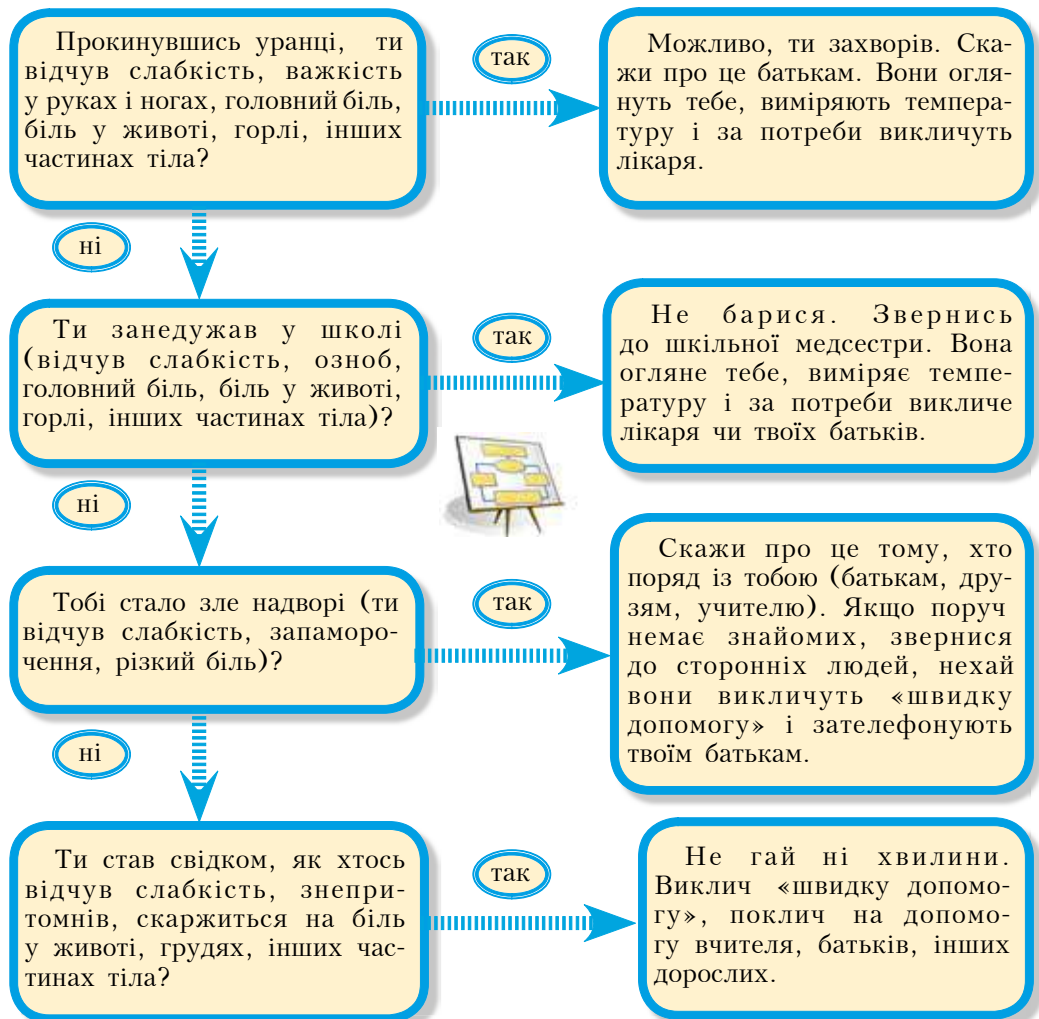 Прокинувшись уранці, ти
відчув слабкість, важкість
у руках і ногах, головний біль,
біль у животі, горлі, інших
частинах тіла?
так
Можливо, ти захворів. Ска-
жи про це батькам. Вони огля-
нуть тебе, виміряють темпера-
туру і за потреби викличуть
лікаря.
ні
Ти занедужав у школі
(відчув слабкість, озноб,
головний біль, біль у животі,
горлі, інших частинах тіла)?
так
Не барися. Звернись
до шкільної медсестри. Вона
огляне тебе, виміряє темпе-
ратуру і за потреби викличе
лікаря чи твоїх батьків.
ні
Тобі стало зле надворі (ти
відчув слабкість, запаморо-
чення, різкий біль)?
так
Скажи про це тому, хто
поряд із тобою (батькам, дру-
зям, учителю). Якщо поруч
немає знайомих, звернися
до сторонніх людей, нехай
вони викличуть «швидку
допомогу» і зателефонують
твоїм батькам.
ні
Ти став свідком, як хтось
відчув слабкість, знепри-
томнів, скаржиться на біль
у животі, грудях, інших час-
тинах тіла?
так
Не гай ні хвилини.
Виклич «швидку допомо-
гу», поклич на допомо-
гу вчителя, батьків, інших
дорослих.